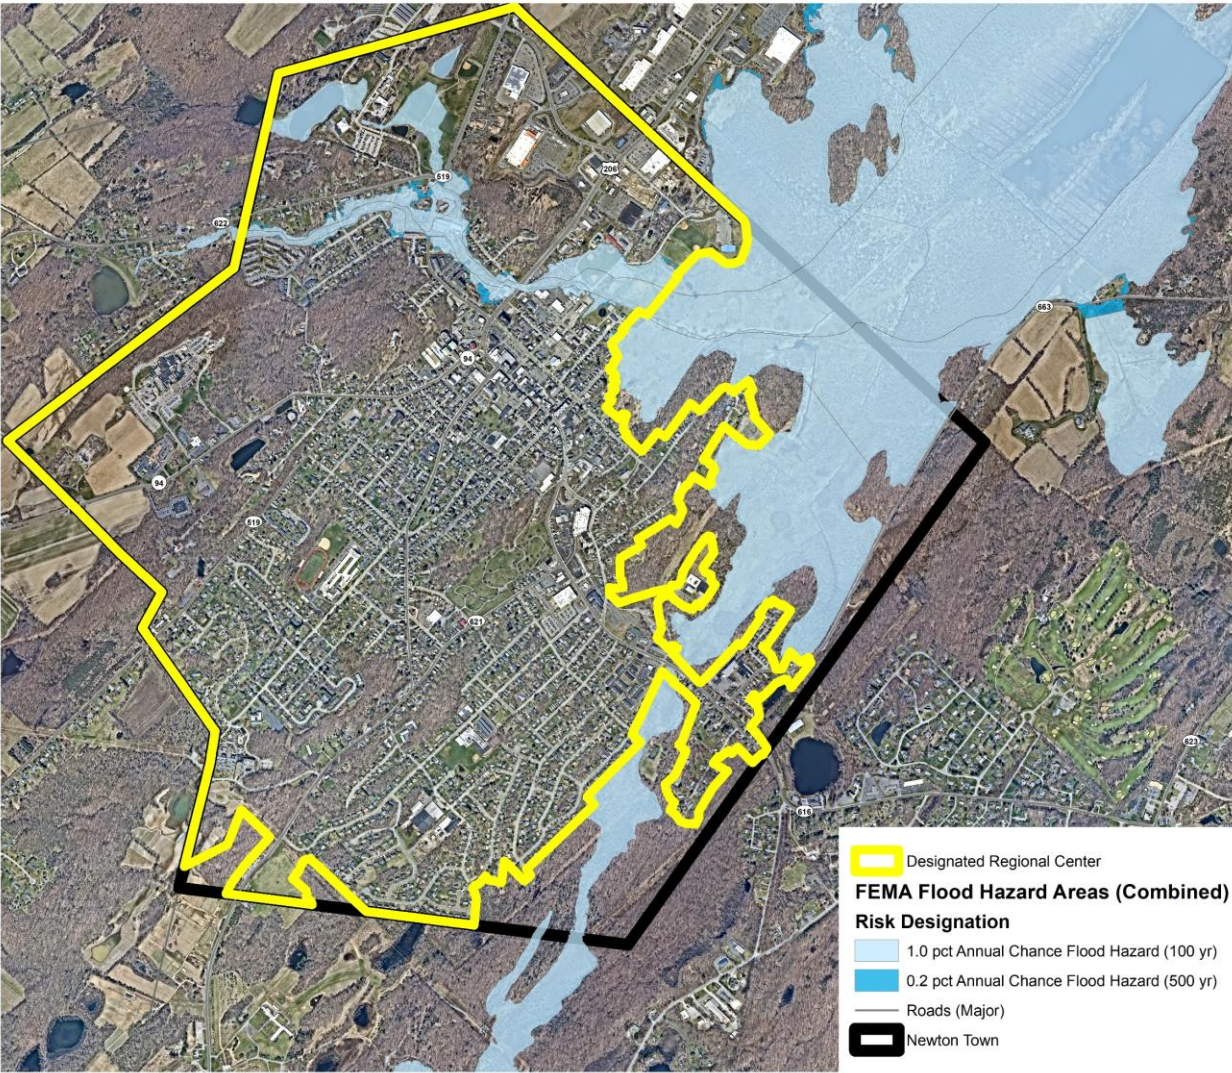 519
206
622
663
94
94
519
621
623
616
Designated Regional Center
FEMA Flood Hazard Areas (Combined)
Risk Designation
1.0 pct Annual Chance Flood Hazard (100 yr)
0.2 pct Annual Chance Flood Hazard (500 yr)
Roads (Major)
Newton Town